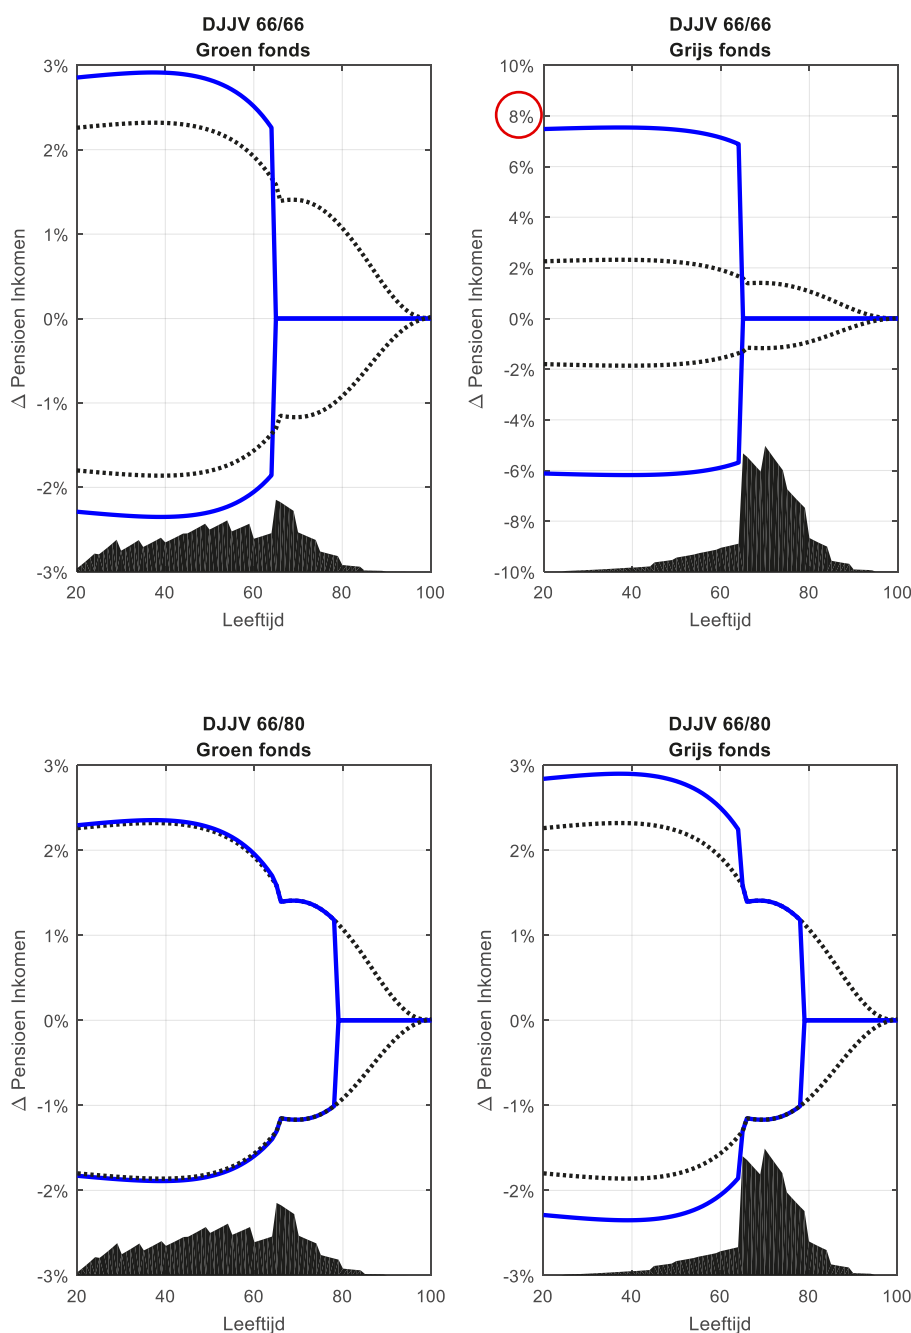 DJJV 66/66
Groen fonds
3%
2%
1%
0%
-1%
-2%
-3%
Δ Pensioen Inkomen
20 40 60 80 100
Leeftijd
DJJV 66/66
Grijs fonds
10%
8%
6%
4%
2%
0%
-2%
-4%
-6%
-8%
-10%
Δ Pensioen Inkomen
20 40 60 80 100
Leeftijd
DJJV 66/80
Groen fonds
3%
2%
1%
0%
-1%
-2%
-3%
Δ Pensioen Inkomen
20 40 60 80 100
Leeftijd
DJJV 66/80
Grijs fonds
3%
2%
1%
0%
-1%
-2%
-3%
Δ Pensioen Inkomen
20 40 60 80 100
Leeftijd